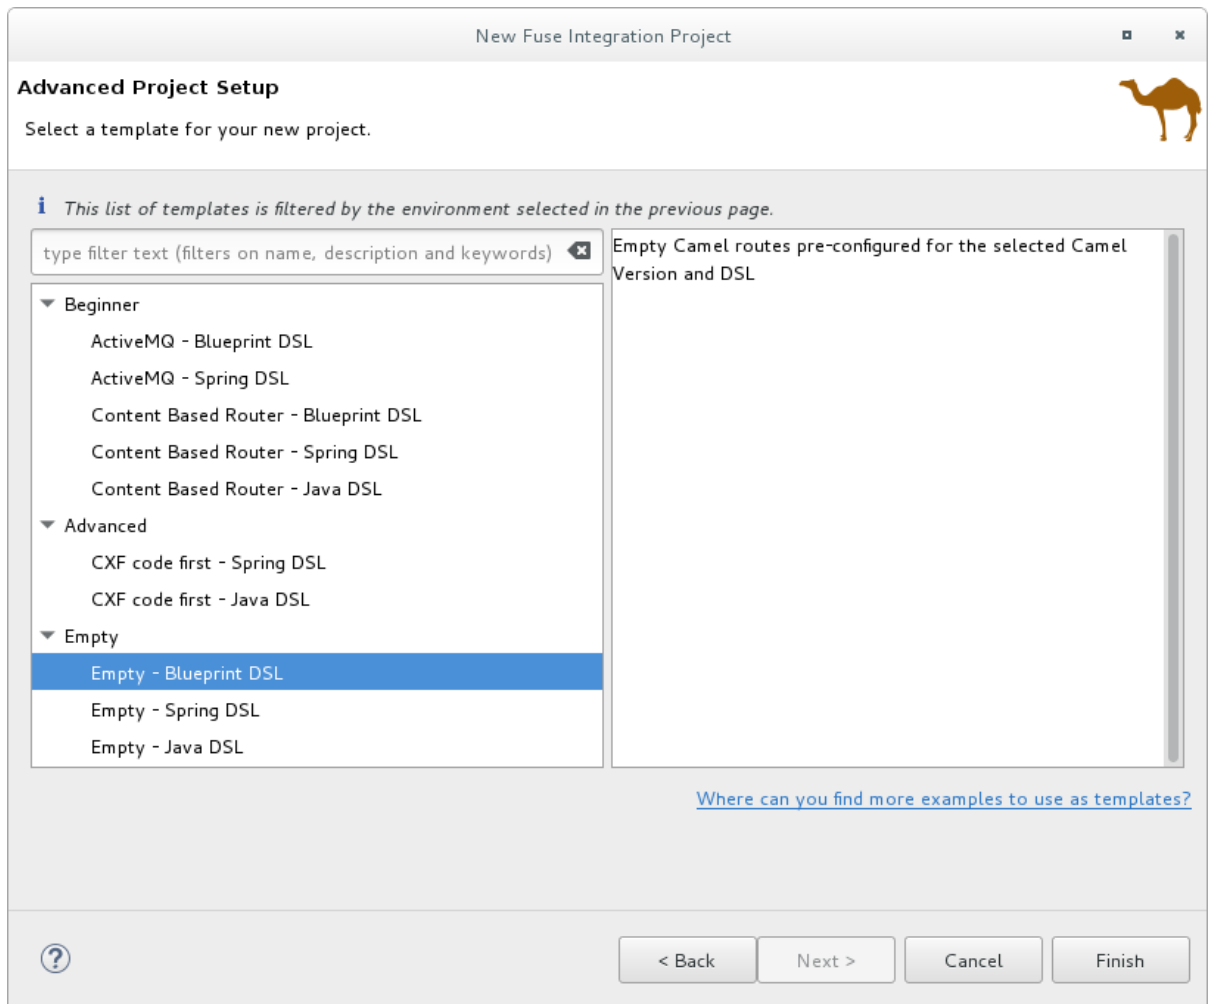 New Fuse Integration Project
Advanced Project Setup
Select a template for your new project.
i This list of templates is filtered by the environment selected in the previous page.
type filter text (filters on name, description and keywords)
Beginner
ActiveMQ - Blueprint DSL
ActiveMQ - Spring DSL
Content Based Router - Blueprint DSL
Content Based Router - Spring DSL
Content Based Router - Java DSL
Advanced
CXF code first - Spring DSL
CXF code first - Java DSL
Empty
Empty - Blueprint DSL
Empty - Spring DSL
Empty - Java DSL
Empty Camel routes pre-configured for the selected Camel
Version and DSL
Where can you find more examples to use as templates?
? < Back Next > Cancel Finish